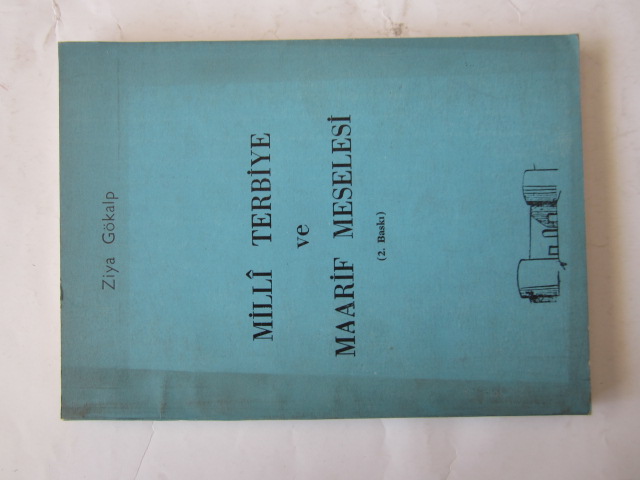 Ziya Gökalp
MİLLÎ TERBİYE
ve
MAARİF MESELESİ
(2. Baskı)